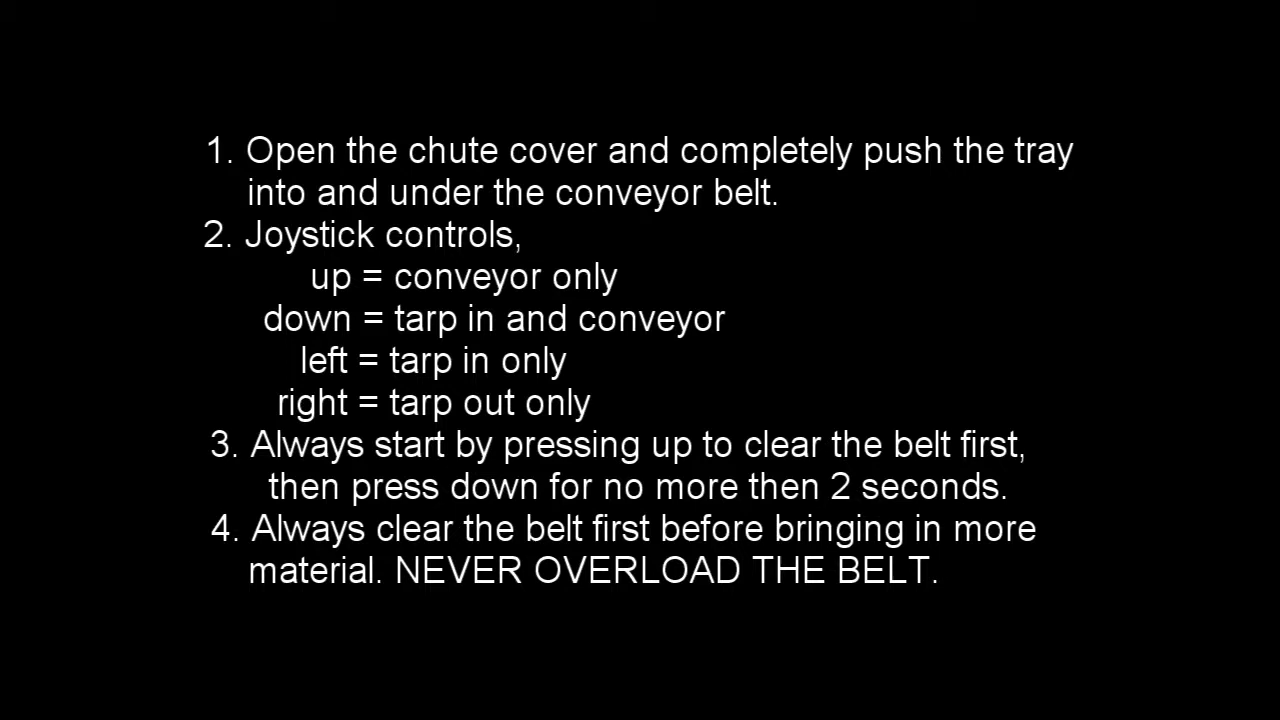 1. Open the chute cover and completely push the tray
into and under the conveyor belt.
2. Joystick controls,
up = conveyor only
down = tarp in and conveyor
left = tarp in only
right = tarp out only
3. Always start by pressing up to clear the belt first,
then press down for no more then 2 seconds.
4. Always clear the belt first before bringing in more
material. NEVER OVERLOAD THE BELT.